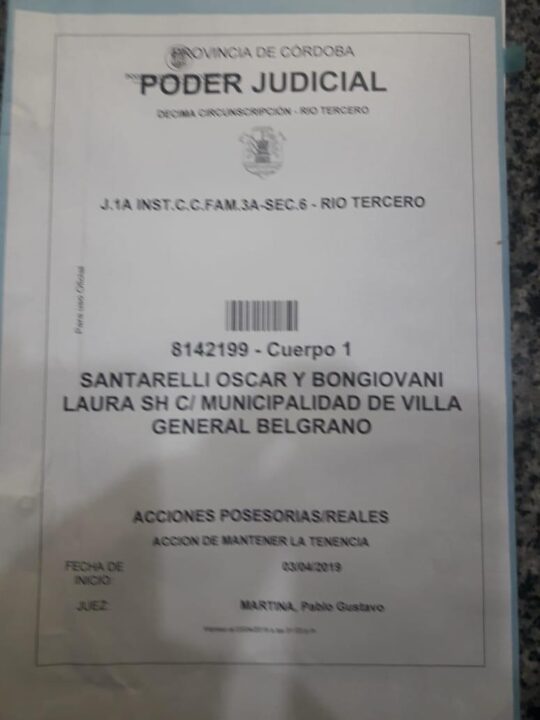 PROVINCIA DE CÓRDOBA
PODER JUDICIAL
DECIMA CIRCUNSCRIPCIÓN - RIO TERCERO
J.1A INST.C.C.FAM.3A-SEC.6 - RIO TERCERO
Para uso Oficial
8142199 - Cuerpo 1
SANTARELLI OSCAR Y BONGIOVANI
LAURA SH C/ MUNICIPALIDAD DE VILLA
GENERAL BELGRANO
ACCIONES POSESORIAS/REALES
ACCION DE MANTENER LA TENENCIA
FECHA DE INICIO: 03/04/2019
JUEZ: MARTINA, Pablo Gustavo